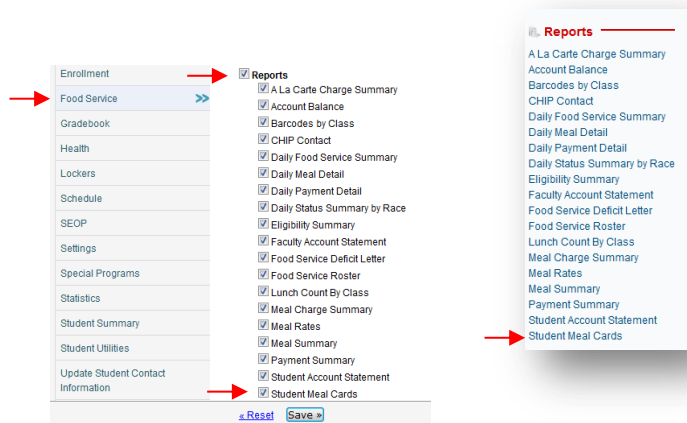 Enrollment
Food Service
Gradebook
Health
Lockers
Schedule
SEOP
Settings
Special Programs
Statistics
Student Summary
Student Utilities
Update Student Contact
Information
Reports
A La Carte Charge Summary
Account Balance
Barcodes by Class
CHIP Contact
Daily Food Service Summary
Daily Meal Detail
Daily Payment Detail
Daily Status Summary by Race
Eligibility Summary
Faculty Account Statement
Food Service Deficit Letter
Food Service Roster
Lunch Count By Class
Meal Charge Summary
Meal Rates
Meal Summary
Payment Summary
Student Account Statement
Student Meal Cards
« Reset Save »
Reports
A La Carte Charge Summary
Account Balance
Barcodes by Class
CHIP Contact
Daily Food Service Summary
Daily Meal Detail
Daily Payment Detail
Daily Status Summary by Race
Eligibility Summary
Faculty Account Statement
Food Service Deficit Letter
Food Service Roster
Lunch Count By Class
Meal Charge Summary
Meal Rates
Meal Summary
Payment Summary
Student Account Statement
Student Meal Cards